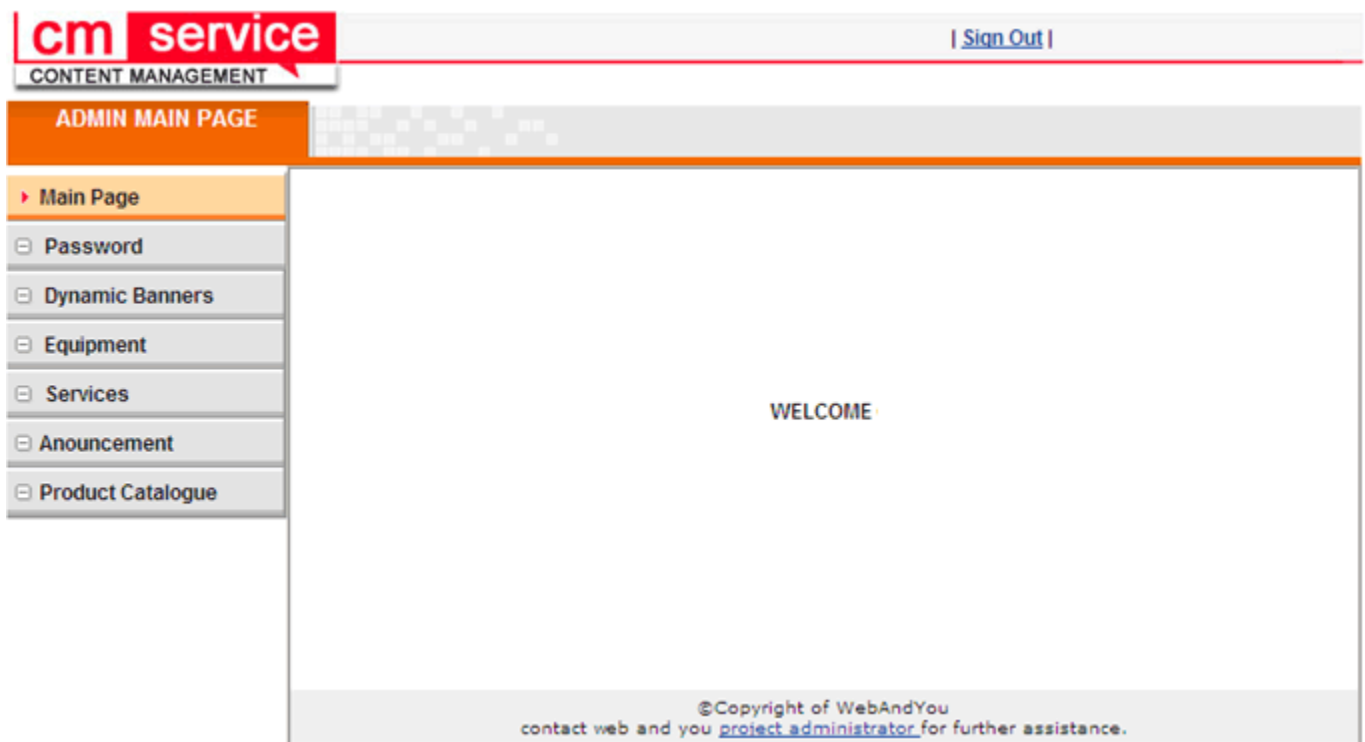 cm service
CONTENT MANAGEMENT
| Sign Out |
ADMIN MAIN PAGE
Main Page
Password
Dynamic Banners
Equipment
Services
Anouncement
Product Catalogue
WELCOME
©Copyright of WebAndYou
contact web and you project administrator for further assistance.